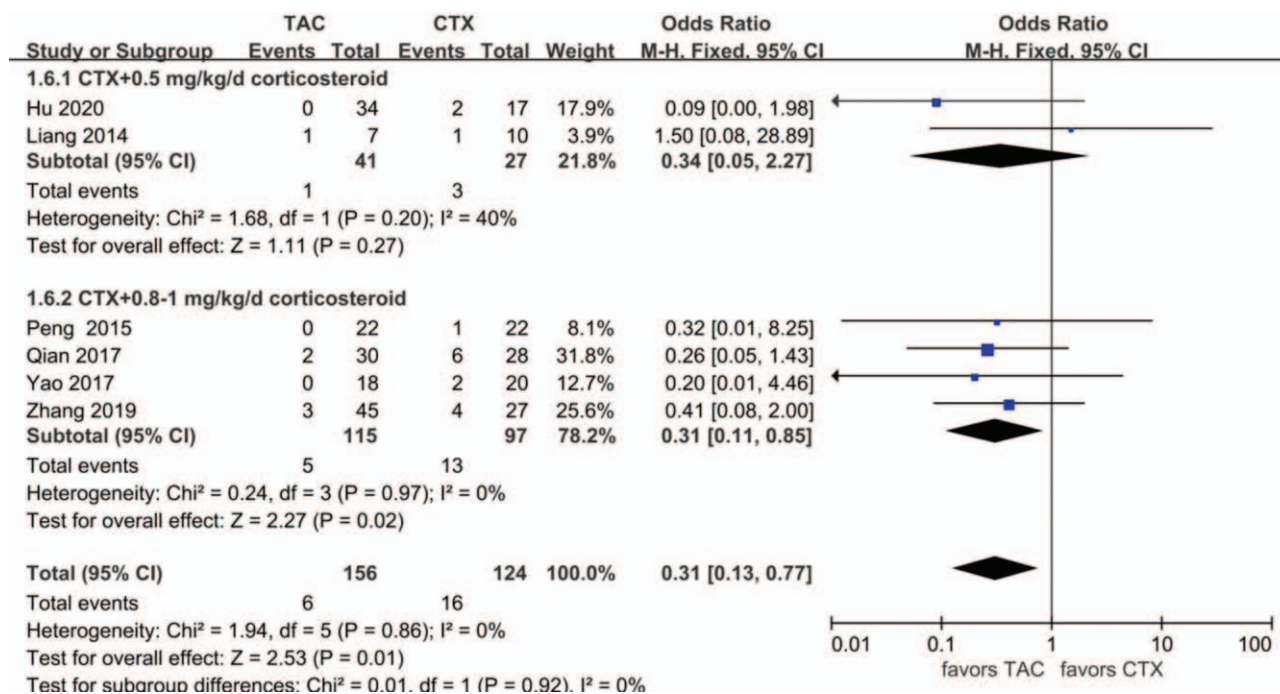 TAC CTX Odds Ratio Odds Ratio
Study or Subgroup Events Total Events Total Weight M-H, Fixed, 95% CI M-H, Fixed, 95% CI
1.6.1 CTX+0.5 mg/kg/d corticosteroid
Hu 2020 0 34 2 17 17.9% 0.09 [0.00, 1.98]
Liang 2014 1 7 1 10 3.9% 1.50 [0.08, 28.89]
Subtotal (95% CI) 41 27 21.8% 0.34 [0.05, 2.27]
Total events 1 3
Heterogeneity: Chi² = 1.68, df = 1 (P = 0.20); I² = 40%
Test for overall effect: Z = 1.11 (P = 0.27)
1.6.2 CTX+0.8-1 mg/kg/d corticosteroid
Peng 2015 0 22 1 22 8.1% 0.32 [0.01, 8.25]
Qian 2017 2 30 6 28 31.8% 0.26 [0.05, 1.43]
Yao 2017 0 18 2 20 12.7% 0.20 [0.01, 4.46]
Zhang 2019 3 45 4 27 25.6% 0.41 [0.08, 2.00]
Subtotal (95% CI) 115 97 78.2% 0.31 [0.11, 0.85]
Total events 5 13
Heterogeneity: Chi² = 0.24, df = 3 (P = 0.97); I² = 0%
Test for overall effect: Z = 2.27 (P = 0.02)
Total (95% CI) 156 124 100.0% 0.31 [0.13, 0.77]
Total events 6 16
Heterogeneity: Chi² = 1.94, df = 5 (P = 0.86); I² = 0%
Test for overall effect: Z = 2.53 (P = 0.01)
Test for subgroup differences: Chi² = 0.01, df = 1 (P = 0.92), I² = 0%
0.01 0.1 1 10 100
favors TAC favors CTX